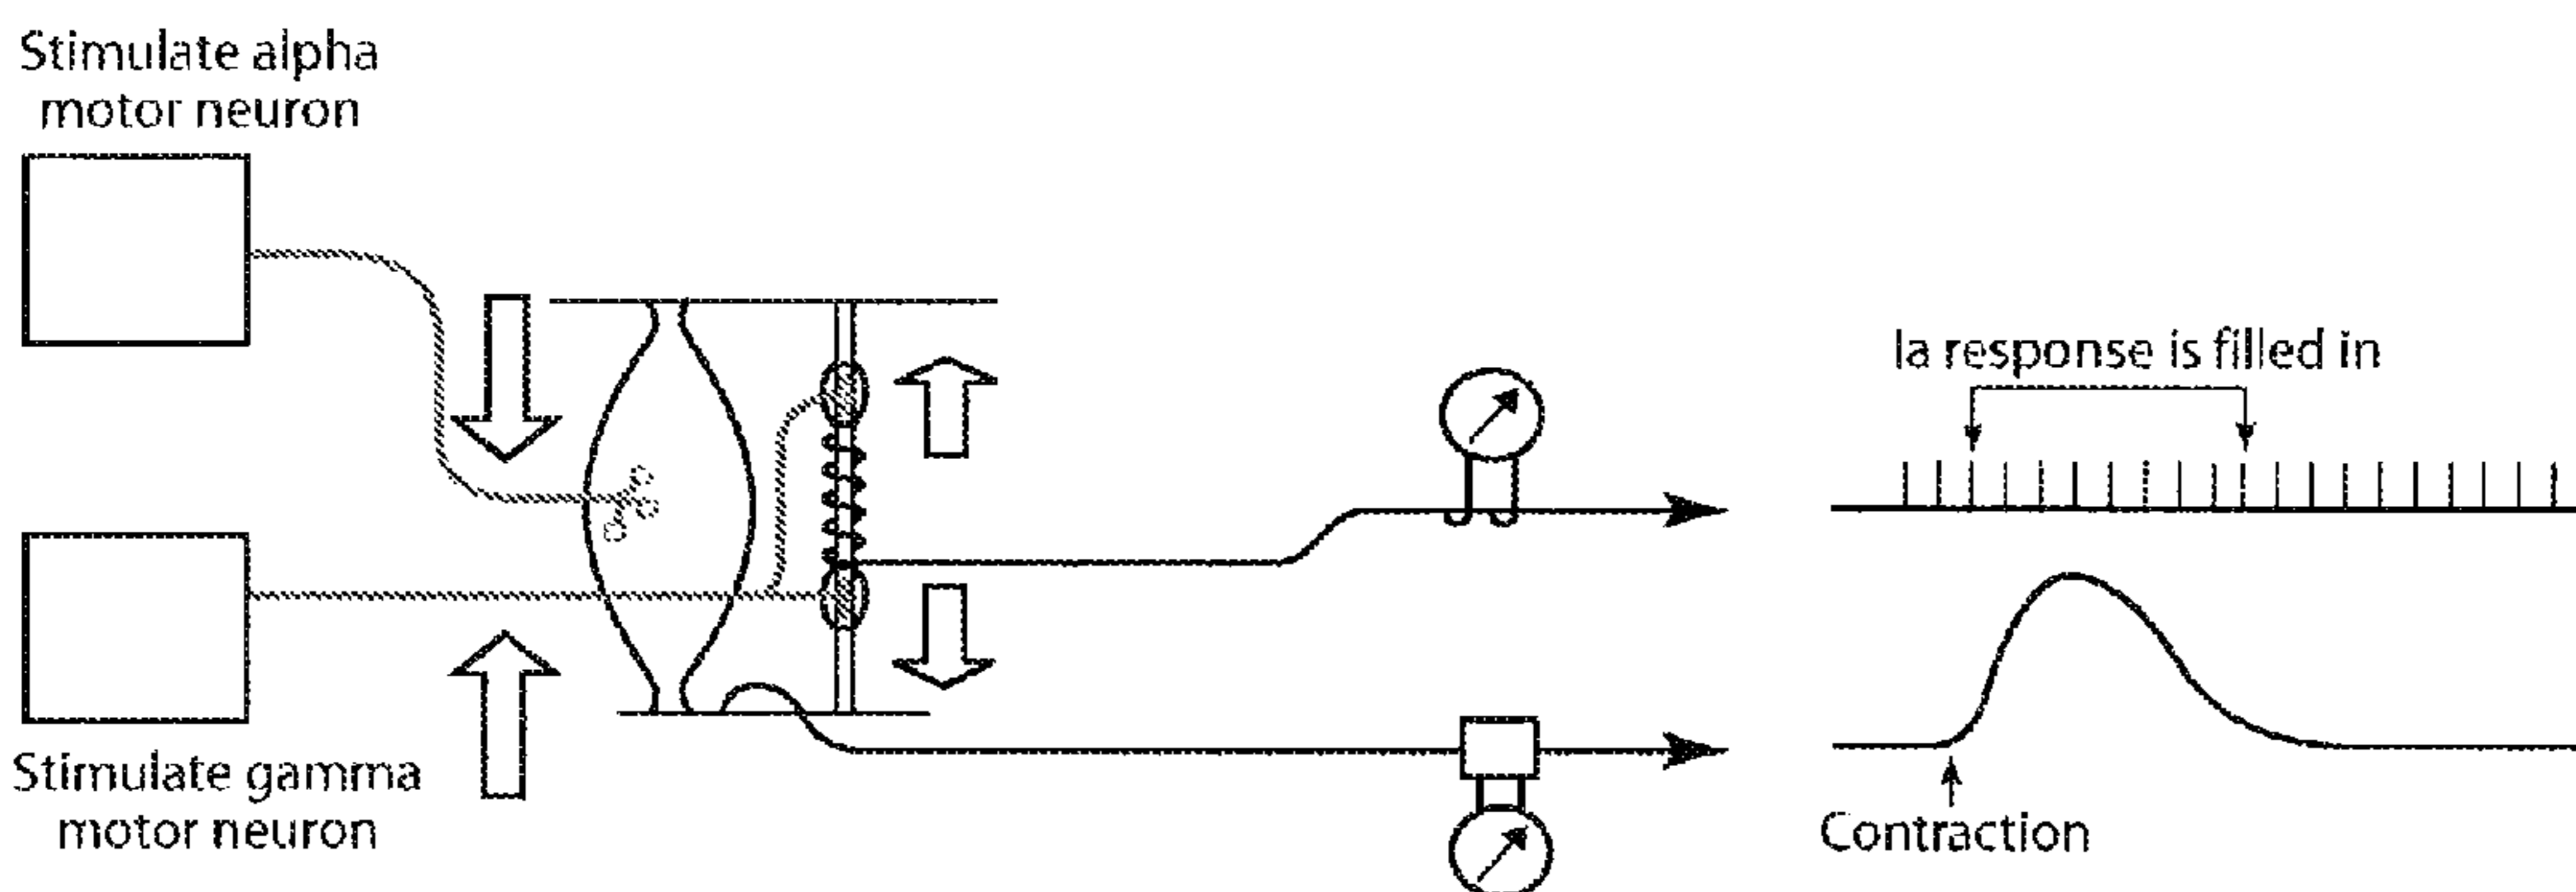 Stimulate alpha
motor neuron
Ia response is filled in
Stimulate gamma
motor neuron
Contraction